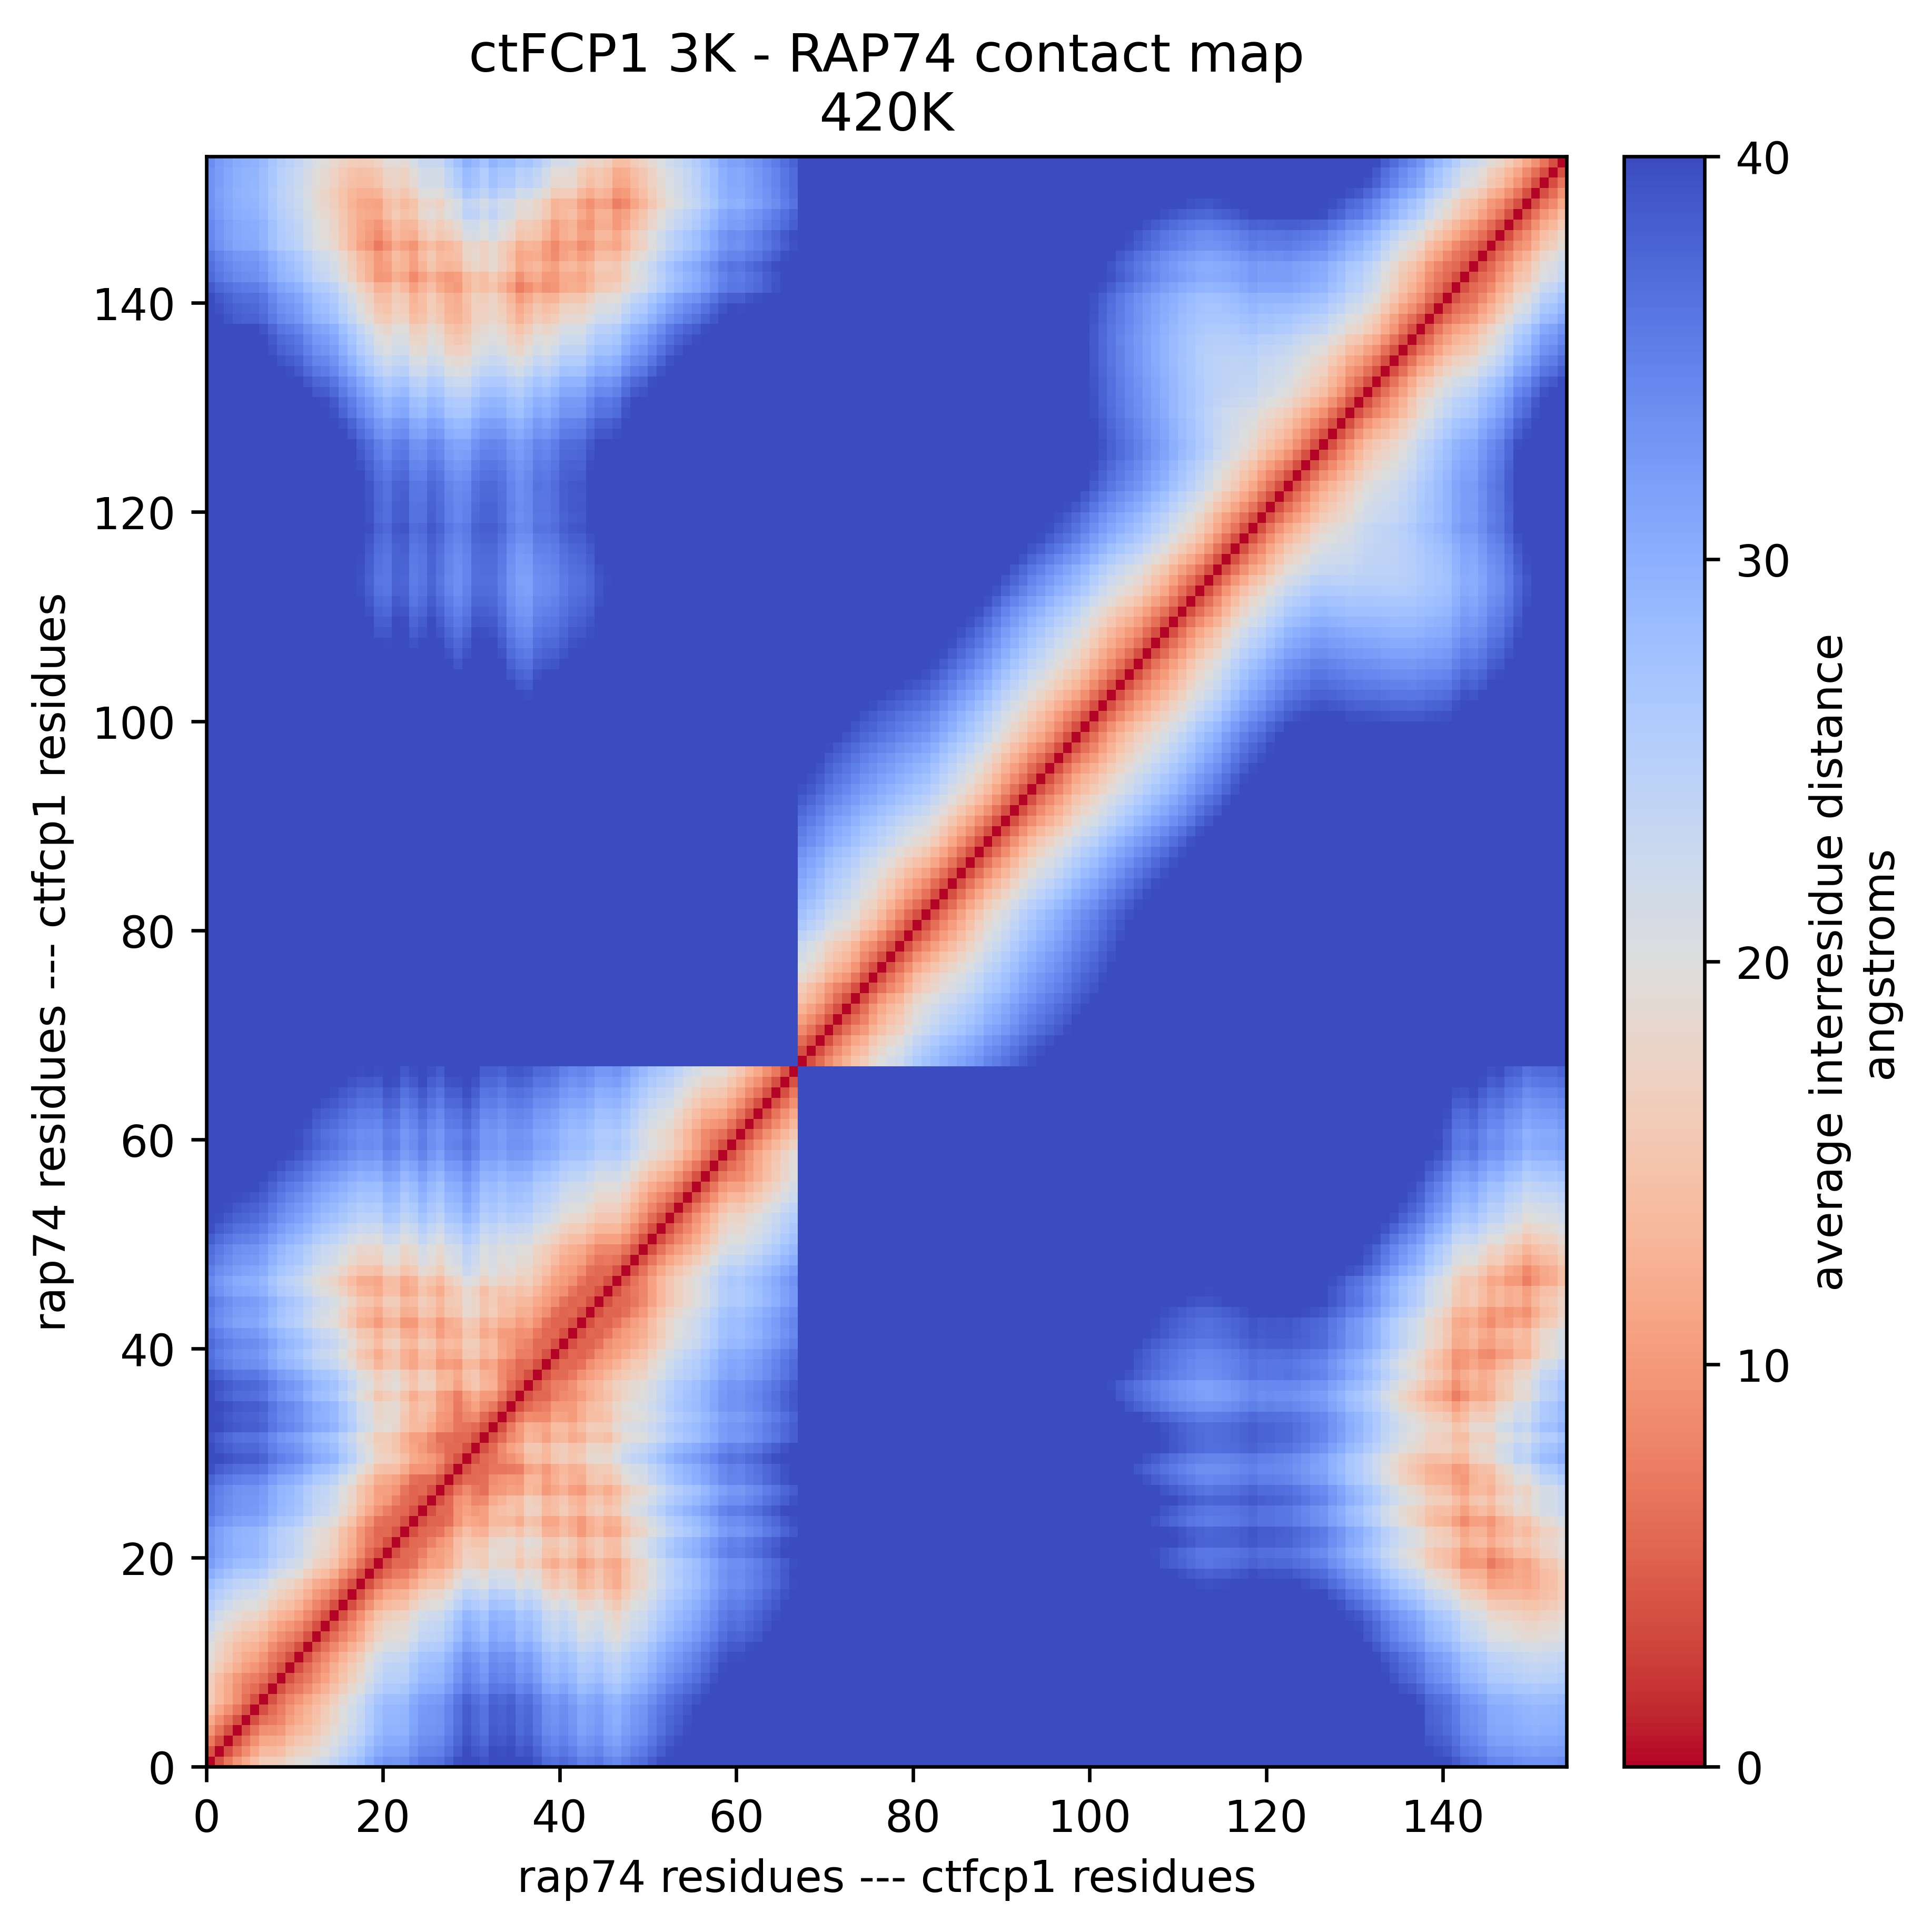 ctFCP1 3K - RAP74 contact map
420K
rap74 residues --- ctfcp1 residues
140
120
100
80
60
40
20
0
0 20 40 60 80 100 120 140
rap74 residues --- ctfcp1 residues
40
30
20
10
0
average interresidue distance
angstroms